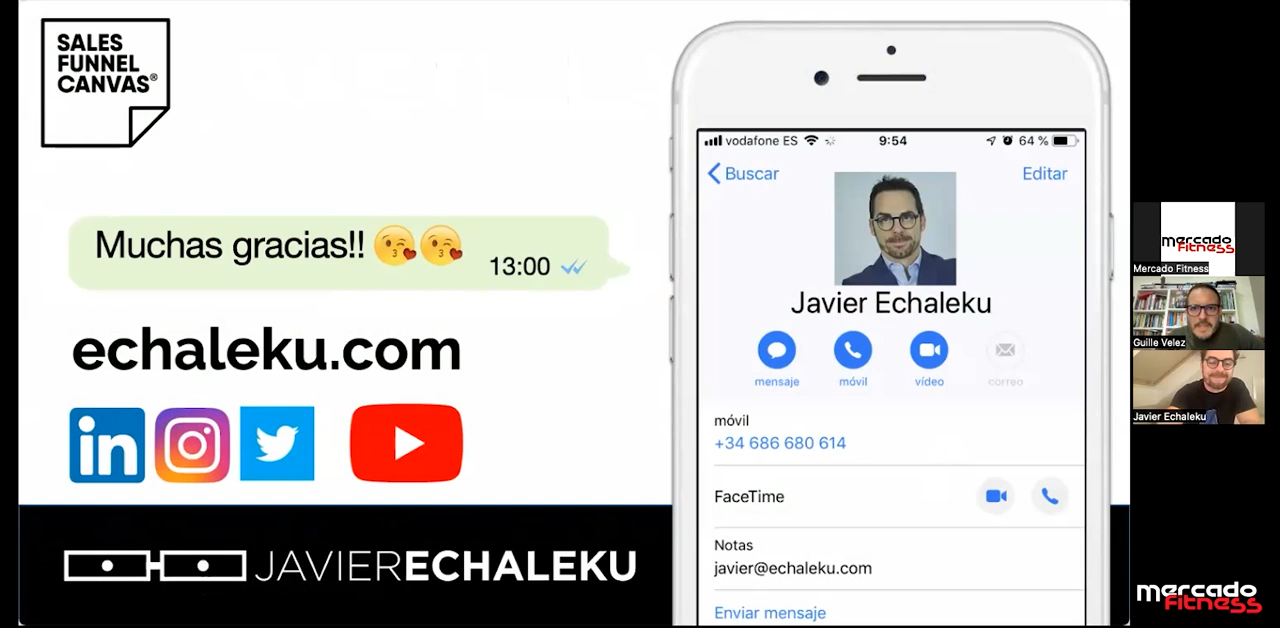 SALES
FUNNEL
CANVAS®
Muchas gracias!!
13:00
echaleku.com
in
JAVIERECHALEKU
vodafone ES
9:54
64 %
Buscar
Editar
Javier Echaleku
mensaje
móvil
vídeo
correo
móvil
+34 686 680 614
FaceTime
Notas
javier@echaleku.com
Enviar mensaje
mercado
fitness
Mercado Fitness
Guille Velez
Javier Echaleku
mercado
fitness